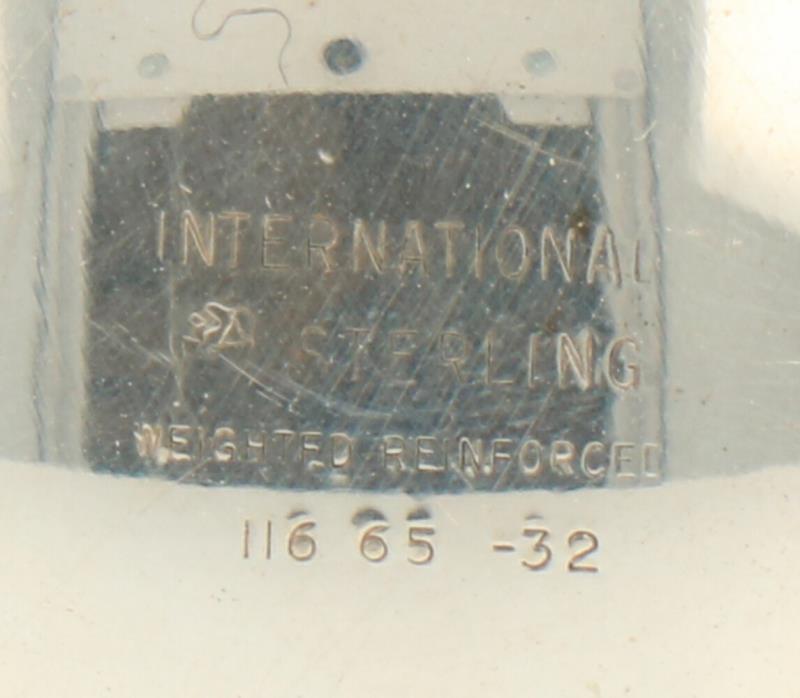 INTERNATIONAL
STERLING
WEIGHTED REINFORCED
116 65 -32